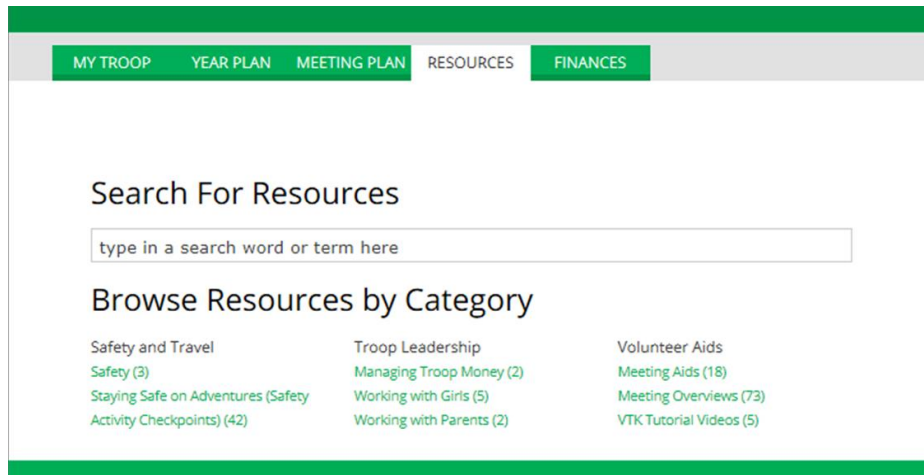 MY TROOP YEAR PLAN MEETING PLAN RESOURCES FINANCES
Search For Resources
type in a search word or term here
Browse Resources by Category
Safety and Travel
Safety (3)
Staying Safe on Adventures (Safety
Activity Checkpoints) (42)
Troop Leadership
Managing Troop Money (2)
Working with Girls (5)
Working with Parents (2)
Volunteer Aids
Meeting Aids (18)
Meeting Overviews (73)
VTK Tutorial Videos (5)